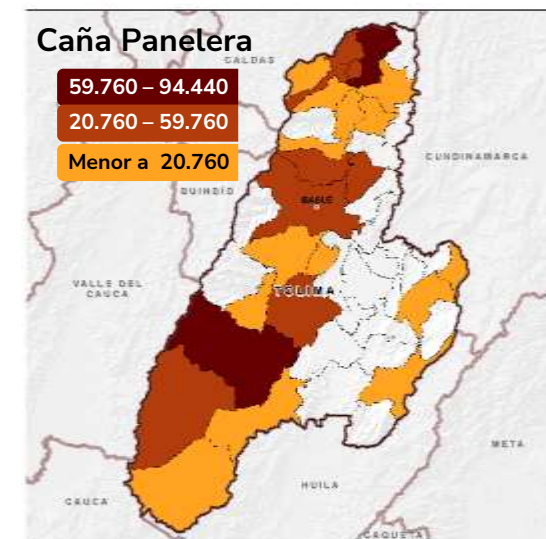 Caña Panelera
59.760 – 94.440
20.760 – 59.760
Menor a 20.760
CALDAS
CUNDINAMARCA
QUINDÍO
IBAGUÉ
VALLE DEL
CAUCA
TOLIMA
META
HUILA
CAUCA
CAQUETA